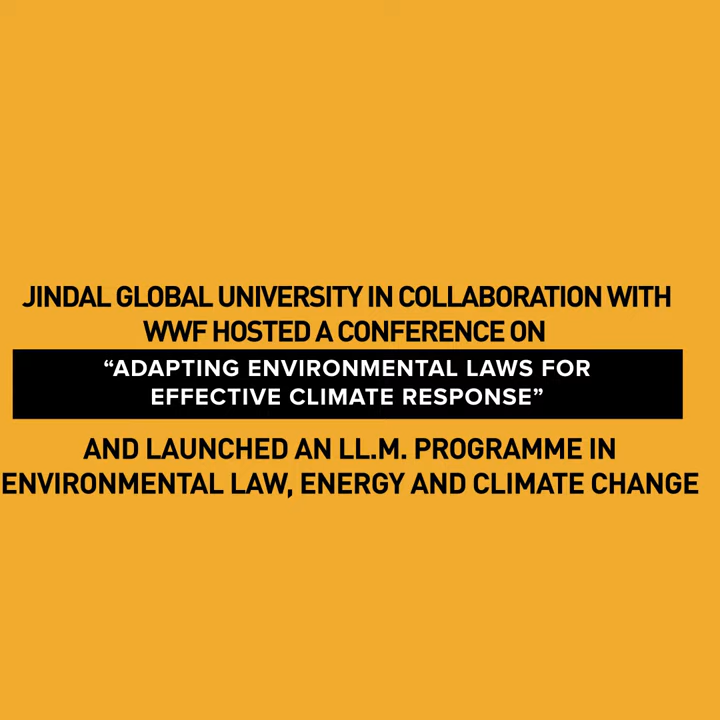 JINDAL GLOBAL UNIVERSITY IN COLLABORATION WITH
WWF HOSTED A CONFERENCE ON
“ADAPTING ENVIRONMENTAL LAWS FOR
EFFECTIVE CLIMATE RESPONSE”
AND LAUNCHED AN LL.M. PROGRAMME IN
ENVIRONMENTAL LAW, ENERGY AND CLIMATE CHANGE